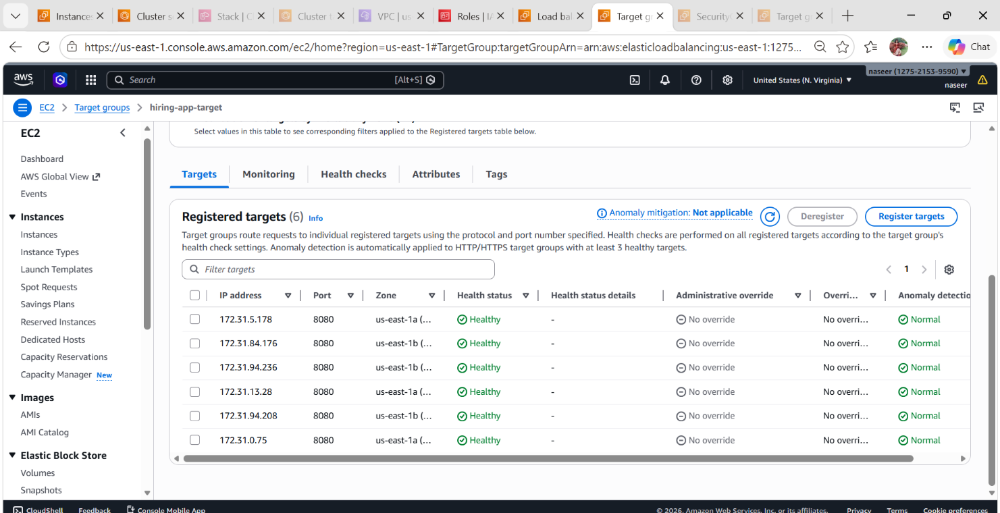 Instances
Cluster s
Stack | C
Cluster t
VPC | us
Roles | IA
Load bal
Target g
Security
Target g
https://us-east-1.console.aws.amazon.com/ec2/home?region=us-east-1#TargetGroup:targetGroupArn=arn:aws:elasticloadbalancing:us-east-1:1275...
Chat
aws
Search
[Alt+S]
United States (N. Virginia)
naseer (1275-2153-9590)
naseer
EC2
Target groups
hiring-app-target
EC2
Dashboard
AWS Global View
Events
Instances
Instances
Instance Types
Launch Templates
Spot Requests
Savings Plans
Reserved Instances
Dedicated Hosts
Capacity Reservations
Capacity Manager New
Images
AMIs
AMI Catalog
Elastic Block Store
Volumes
Snapshots
Select values in this table to see corresponding filters applied to the Registered targets table below.
Targets Monitoring Health checks Attributes Tags
Registered targets (6) Info
Anomaly mitigation: Not applicable
Deregister
Register targets
Target groups route requests to individual registered targets using the protocol and port number specified. Health checks are performed on all registered targets according to the target group's
health check settings. Anomaly detection is automatically applied to HTTP/HTTPS target groups with at least 3 healthy targets.
Filter targets
1
IP address Port Zone Health status Health status details Administrative override Overri... Anomaly detectio
172.31.5.178 8080 us-east-1a (... Healthy - No override No overri... Normal
172.31.84.176 8080 us-east-1b (... Healthy - No override No overri... Normal
172.31.94.236 8080 us-east-1b (... Healthy - No override No overri... Normal
172.31.13.28 8080 us-east-1a (... Healthy - No override No overri... Normal
172.31.94.208 8080 us-east-1b (... Healthy - No override No overri... Normal
172.31.0.75 8080 us-east-1a (... Healthy - No override No overri... Normal
CloudShell Feedback Console Mobile App
© 2026, Amazon Web Services, Inc. or its affiliates. Privacy Terms Cookie preferences